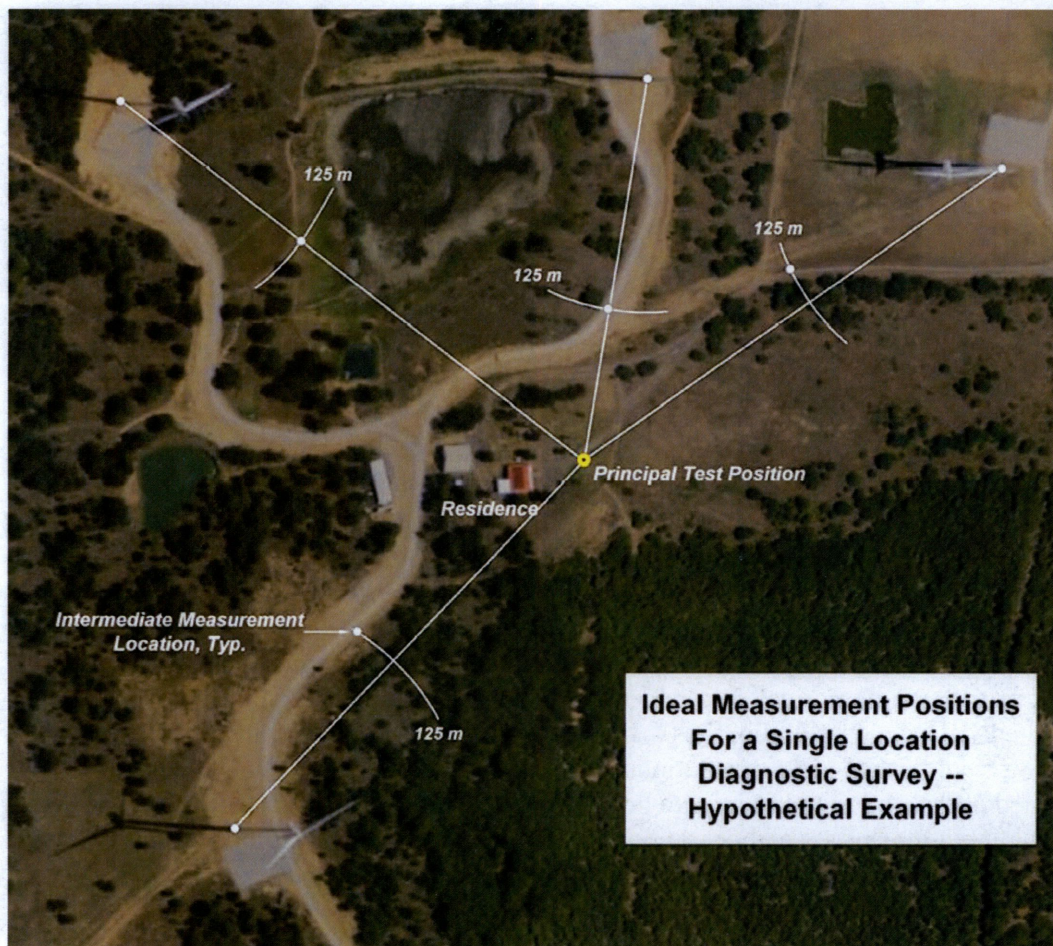 125 m
125 m
125 m
Principal Test Position
Residence
Intermediate Measurement
Location, Typ.
125 m
Ideal Measurement Positions
For a Single Location
Diagnostic Survey --
Hypothetical Example